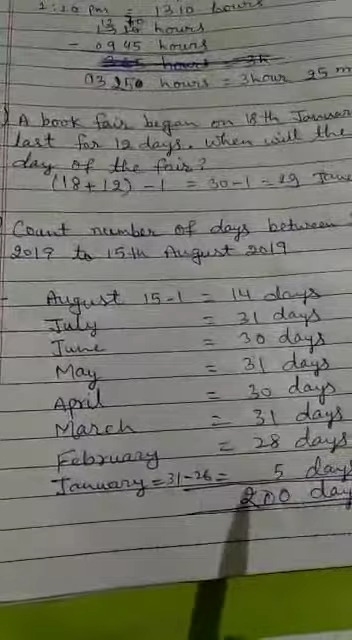 1:10 pm = 13 10 hours
13 10 hours
- 09 45 hours
03 25 hours = 3hour 25 m
A book fair began on 18th Januar
last for 12 days. When will the
day of the fair?
(18+12) - 1 = 30 - 1 = 29
Count number of days between
2019 to 15th August 2019
August 15-1 = 14 days
July = 31 days
June = 30 days
May = 31 days
April = 30 days
March = 31 days
February = 28 days
January = 31-26 = 5 days
200 day